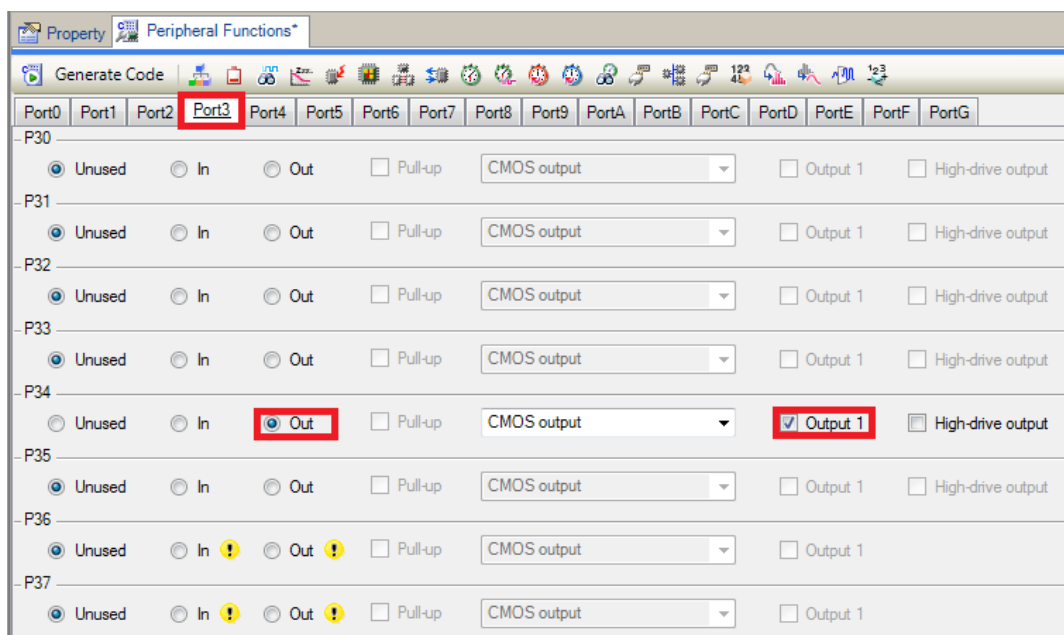 Property Peripheral Functions*
Generate Code
Port0 Port1 Port2 Port3 Port4 Port5 Port6 Port7 Port8 Port9 PortA PortB PortC PortD PortE PortF PortG
P30
Unused In Out Pull-up CMOS output Output 1 High-drive output
P31
Unused In Out Pull-up CMOS output Output 1 High-drive output
P32
Unused In Out Pull-up CMOS output Output 1 High-drive output
P33
Unused In Out Pull-up CMOS output Output 1 High-drive output
P34
Unused In Out Pull-up CMOS output Output 1 High-drive output
P35
Unused In Out Pull-up CMOS output Output 1 High-drive output
P36
Unused In Out Pull-up CMOS output Output 1
P37
Unused In Out Pull-up CMOS output Output 1